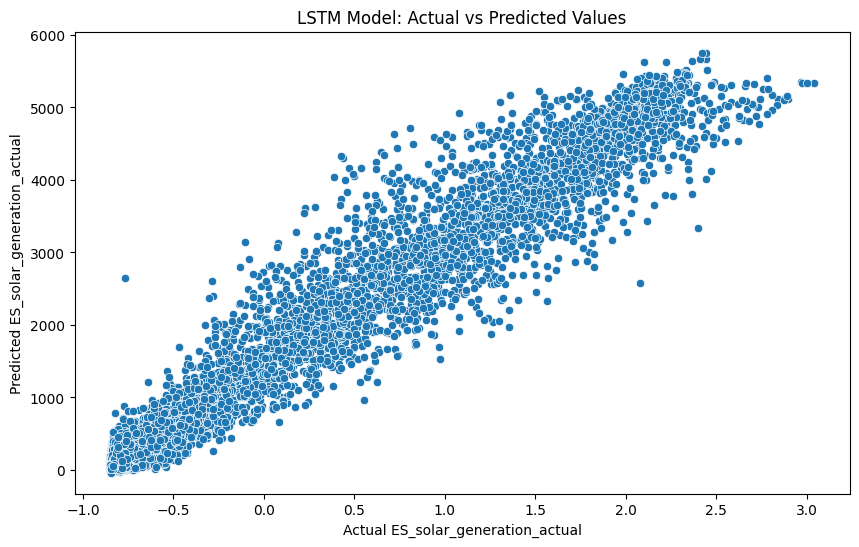 LSTM Model: Actual vs Predicted Values
Predicted ES_solar_generation_actual
6000
5000
4000
3000
2000
1000
0
-1.0 -0.5 0.0 0.5 1.0 1.5 2.0 2.5 3.0
Actual ES_solar_generation_actual